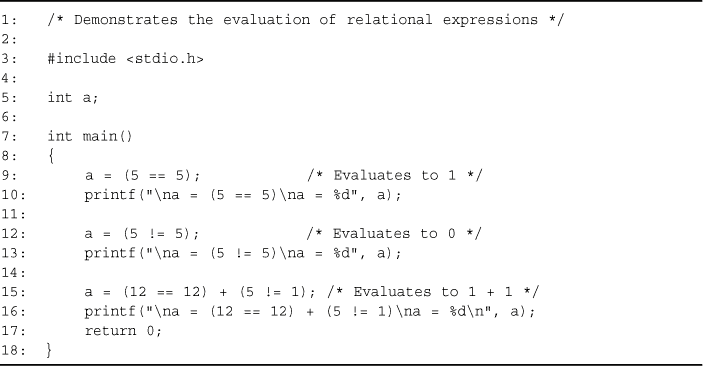 1:    /* Demonstrates the evaluation of relational expressions */
2:
3:    #include <stdio.h>
4:
5:    int a;
6:
7:    int main()
8:    {
9:        a = (5 == 5);            /* Evaluates to 1 */
10:       printf("\na = (5 == 5)\na = %d", a);
11:
12:       a = (5 != 5);            /* Evaluates to 0 */
13:       printf("\na = (5 != 5)\na = %d", a);
14:
15:       a = (12 == 12) + (5 != 1); /* Evaluates to 1 + 1 */
16:       printf("\na = (12 == 12) + (5 != 1)\na = %d\n", a);
17:       return 0;
18:   }